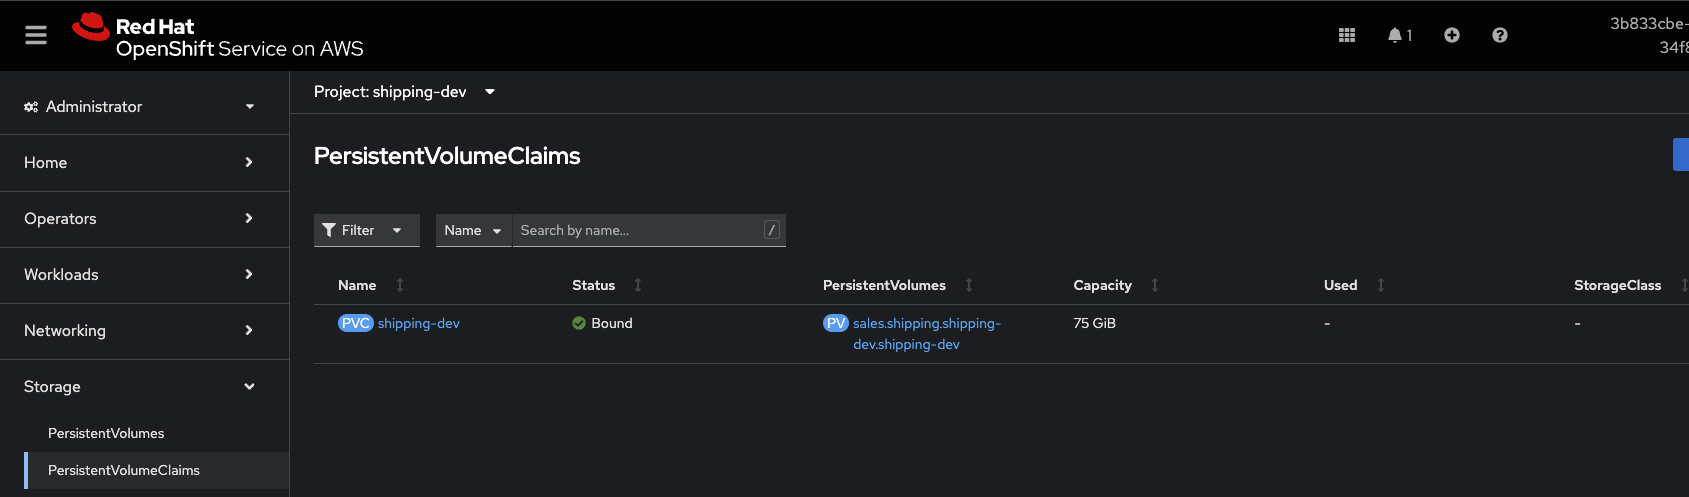 Red Hat
OpenShift Service on AWS
1
3b833cbe-
34f8
Administrator
Home
Operators
Workloads
Networking
Storage
PersistentVolumes
PersistentVolumeClaims
Project: shipping-dev
PersistentVolumeClaims
Filter
Name
Search by name...
/
Name Status PersistentVolumes Capacity Used StorageClass
PVC shipping-dev Bound PV sales.shipping.shipping- 75 GiB - -
dev.shipping-dev